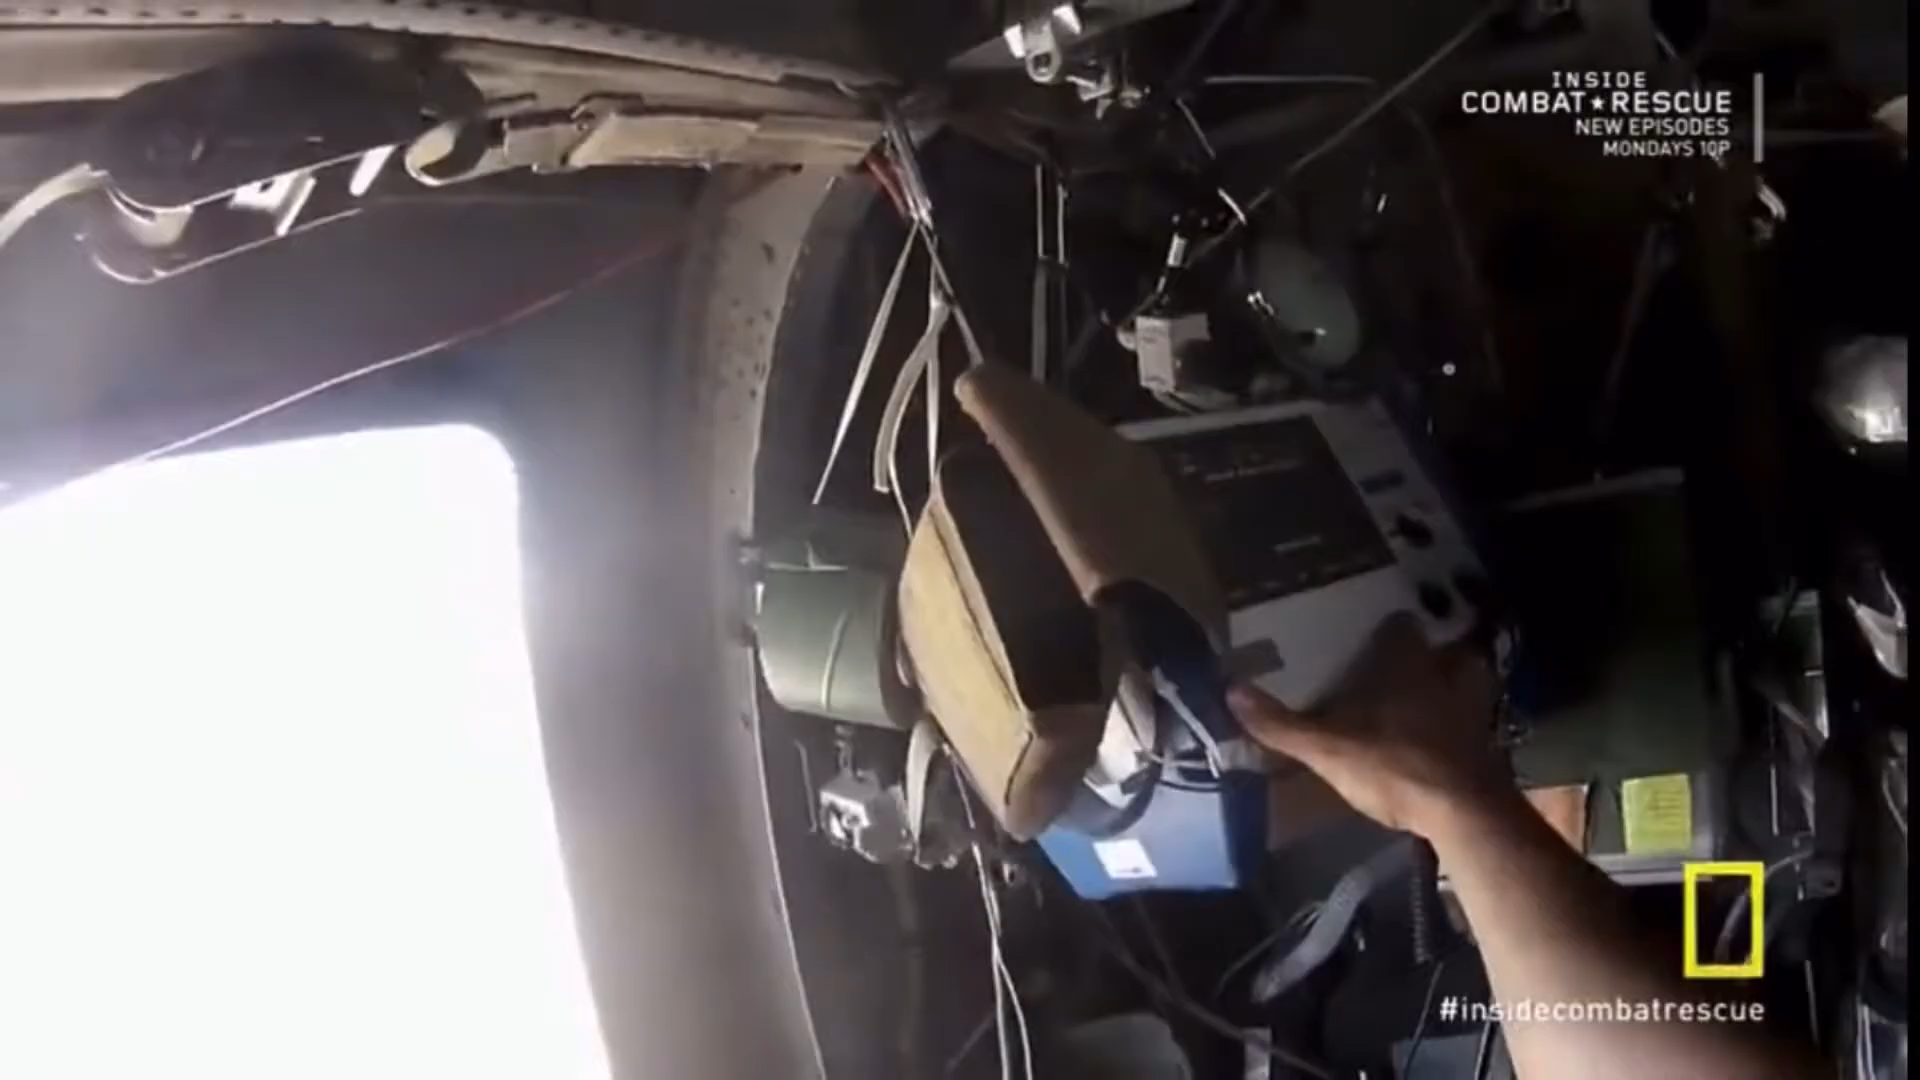 INSIDE
COMBAT★RESCUE
NEW EPISODES
MONDAYS 10P
#insidecombatrescue